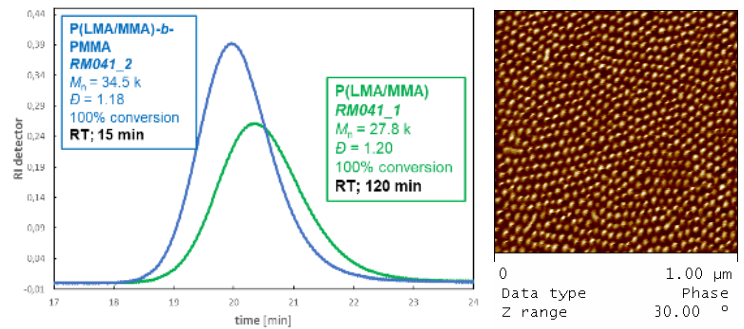 0,44
0,39
0,34
0,29
0,24
0,19
0,14
0,09
0,04
-0,01
RI detector
P(LMA/MMA)-b-
PMMA
RM041_2
Mn = 34.5 k
Đ = 1.18
100% conversion
RT; 15 min
P(LMA/MMA)
RM041_1
Mn = 27.8 k
Đ = 1.20
100% conversion
RT; 120 min
17 18 19 20 21 22 23 24
time [min]
0 1.00 µm
Data type Phase
Z range 30.00 º